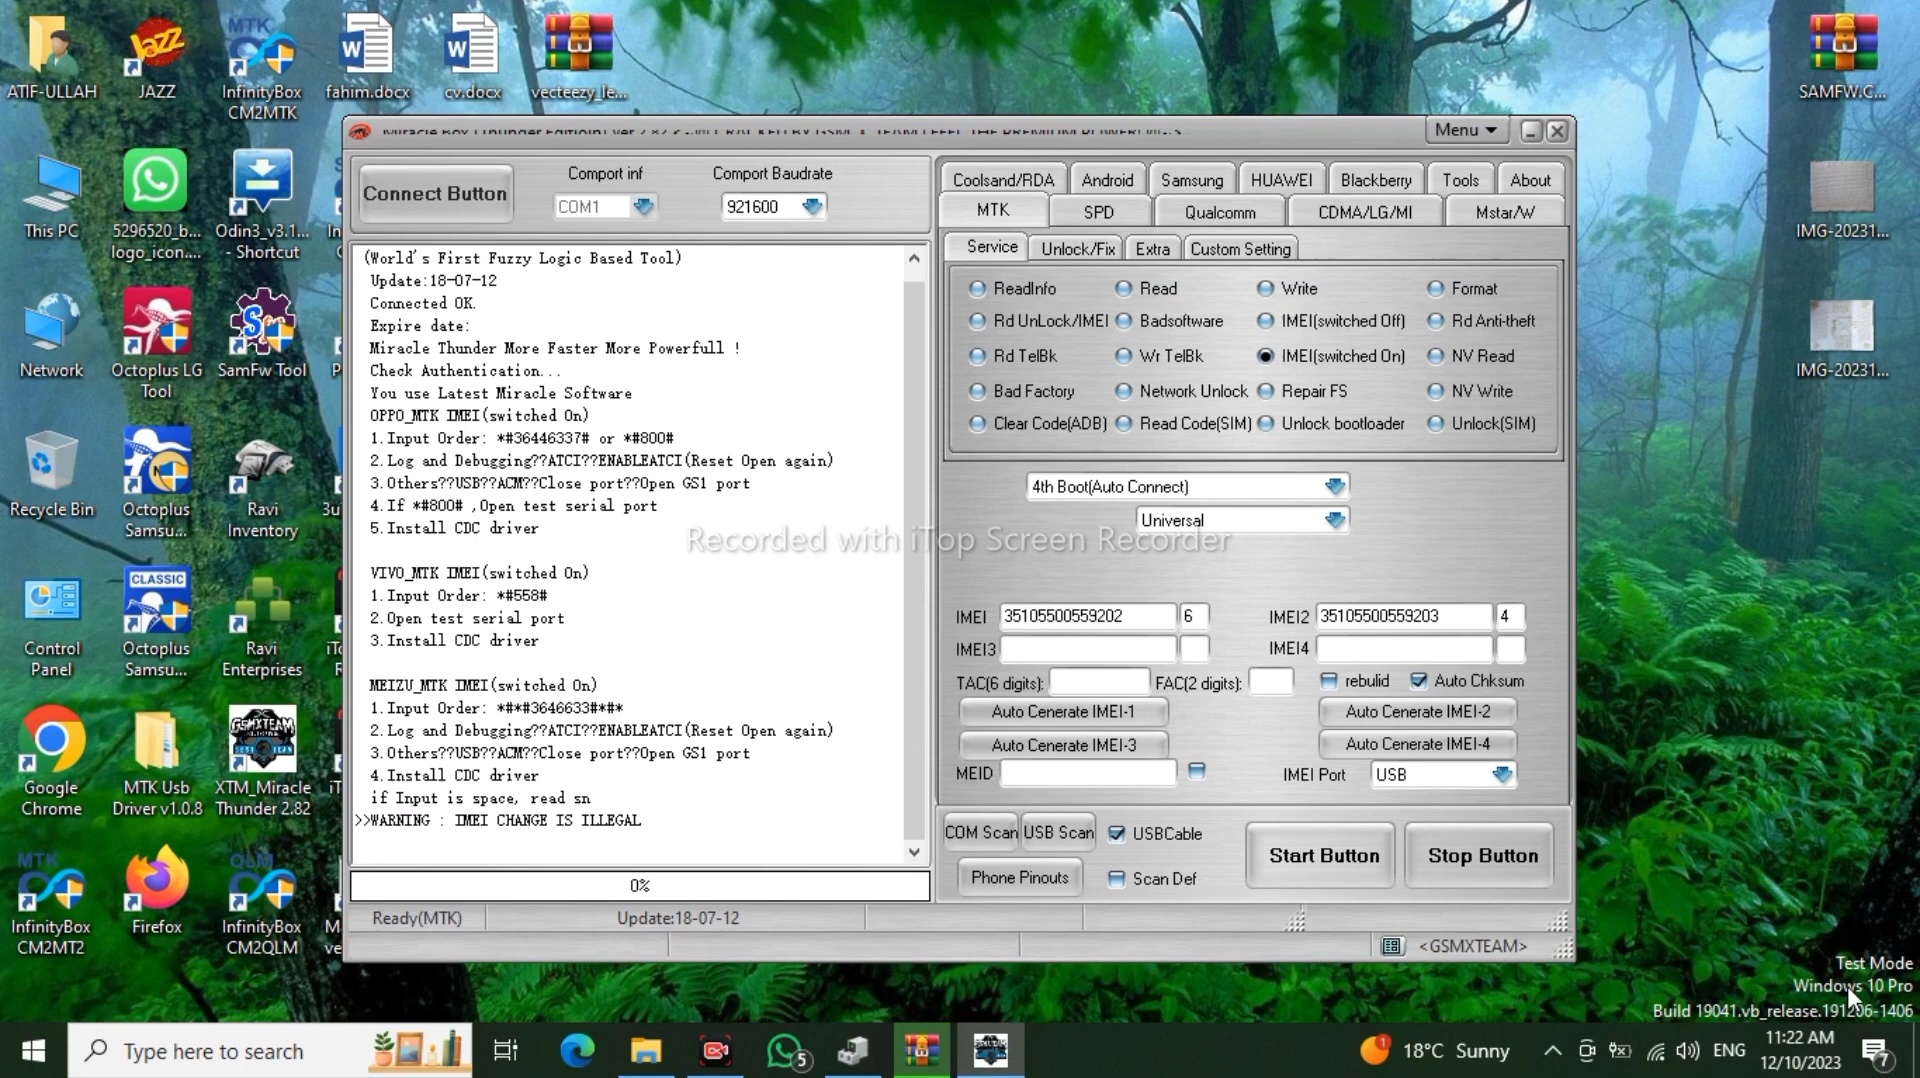 ATIF-ULLAH
JAZZ
InfinityBox
CM2MTK
fahim.docx
cv.docx
vecteezy_le...
SAMFW.C...
This PC
5296520_b...
logo_icon....
Odin3_v3.1...
- Shortcut
IMG-20231...
Network
Octoplus LG
Tool
SamFw Tool
IMG-20231...
Recycle Bin
Octoplus
Samsu...
Ravi
Inventory
Control
Panel
CLASSIC
Octoplus
Samsu...
Ravi
Enterprises
Google
Chrome
MTK Usb
Driver v1.0.8
GSMXTEAM
XTM_Miracle
Thunder 2.82
InfinityBox
CM2MT2
Firefox
InfinityBox
CM2QLM
Menu
Connect Button
Comport inf
COM1
Comport Baudrate
921600
(World's First Fuzzy Logic Based Tool)
Update:18-07-12
Connected OK.
Expire date:
Miracle Thunder More Faster More Powerfull !
Check Authentication...
You use Latest Miracle Software
OPPO_MTK IMEI(switched On)
1.Input Order: *#36446337# or *#800#
2.Log and Debugging??ATCI??ENABLEATCI(Reset Open again)
3.Others??USB??ACM??Close port??Open GS1 port
4.If *#800# ,Open test serial port
5.Install CDC driver
VIVO_MTK IMEI(switched On)
1.Input Order: *#558#
2.Open test serial port
3.Install CDC driver
MEIZU_MTK IMEI(switched On)
1.Input Order: *#*#3646633#*#*
2.Log and Debugging??ATCI??ENABLEATCI(Reset Open again)
3.Others??USB??ACM??Close port??Open GS1 port
4.Install CDC driver
if Input is space, read sn
>>WARNING : IMEI CHANGE IS ILLEGAL
0%
Ready(MTK)
Update:18-07-12
Coolsand/RDA Android Samsung HUAWEI Blackberry Tools About
MTK SPD Qualcomm CDMA/LG/MI Mstar/W
Service Unlock/Fix Extra Custom Setting
ReadInfo Read Write Format
Rd UnLock/IMEI Badsoftware IMEI(switched Off) Rd Anti-theft
Rd TelBk Wr TelBk IMEI(switched On) NV Read
Bad Factory Network Unlock Repair FS NV Write
Clear Code(ADB) Read Code(SIM) Unlock bootloader Unlock(SIM)
4th Boot(Auto Connect)
Universal
Recorded with iTop Screen Recorder
IMEI 35105500559202 6 IMEI2 35105500559203 4
IMEI3 IMEI4
TAC(6 digits): FAC(2 digits): rebulid Auto Chksum
Auto Cenerate IMEI-1 Auto Cenerate IMEI-2
Auto Cenerate IMEI-3 Auto Cenerate IMEI-4
MEID IMEI Port USB
COM Scan USB Scan USBCable
Phone Pinouts Scan Def
Start Button Stop Button
<GSMXTEAM>
Test Mode
Windows 10 Pro
Build 19041.vb_release.191206-1406
Type here to search
5
1
18°C Sunny
ENG
11:22 AM
12/10/2023
7